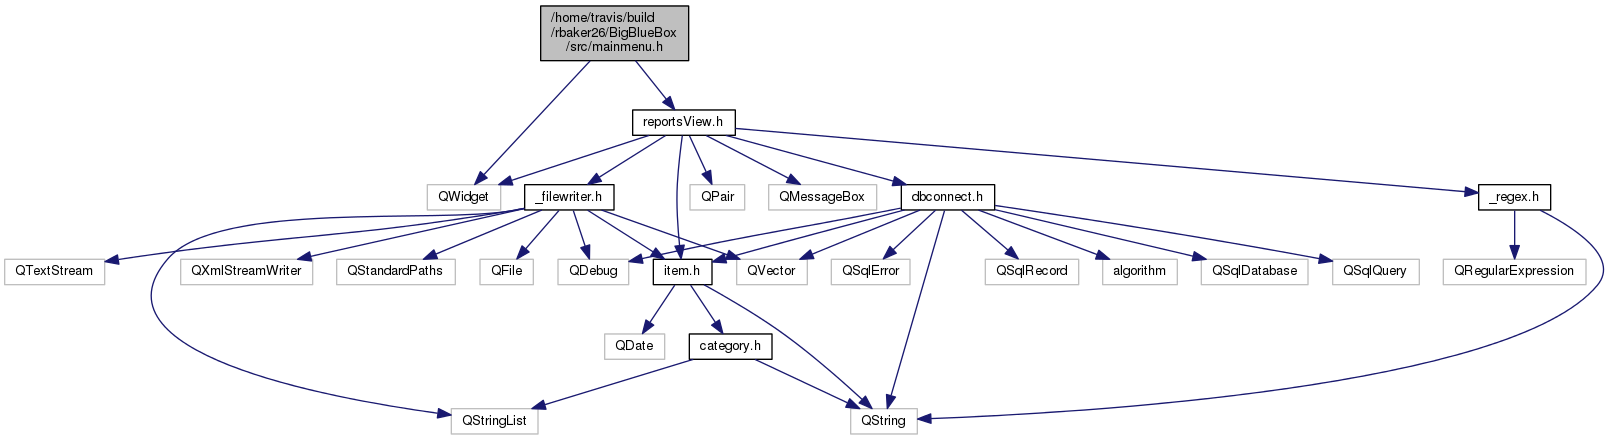 /home/travis/build
/rbaker26/BigBlueBox
/src/mainmenu.h
reportsView.h
QWidget
_filewriter.h
QPair
QMessageBox
dbconnect.h
_regex.h
QTextStream
QXmlStreamWriter
QStandardPaths
QFile
QDebug
item.h
QVector
QSqlError
QSqlRecord
algorithm
QSqlDatabase
QSqlQuery
QRegularExpression
QDate
category.h
QStringList
QString